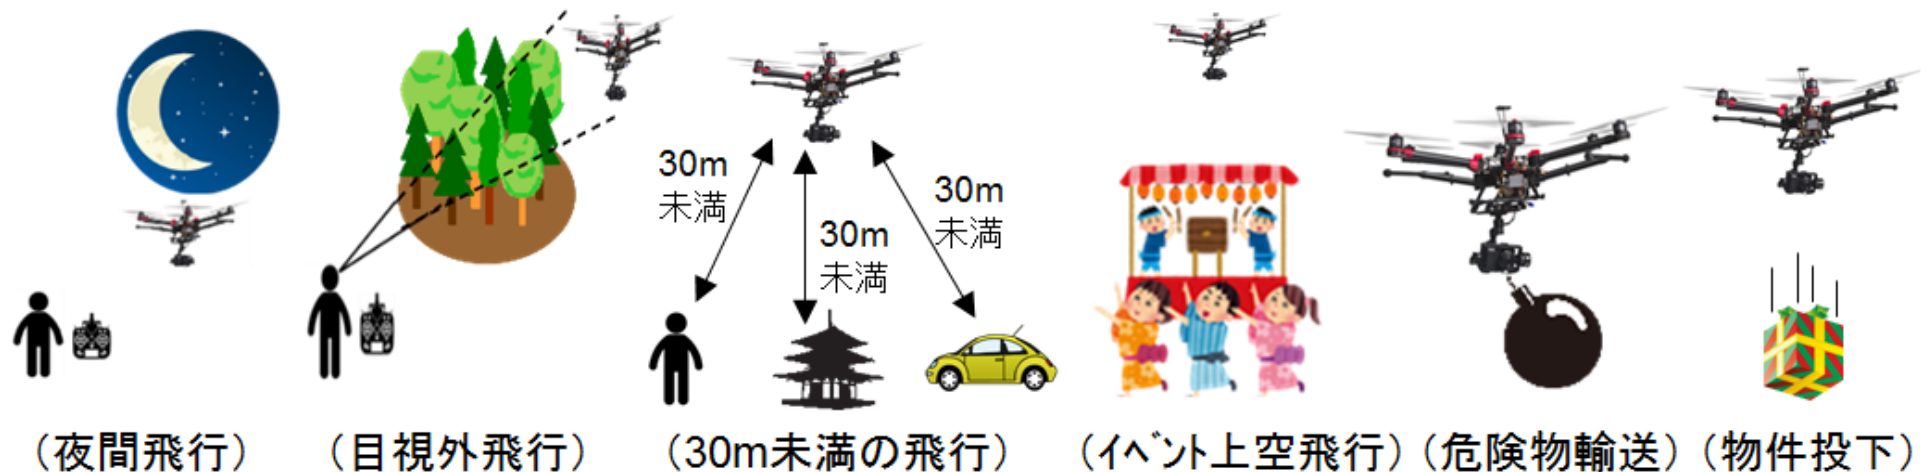 30m
未満
30m
未満
30m
未満
（夜間飛行）
（目視外飛行）
（30m未満の飛行）
（ｲﾍﾞﾝﾄ上空飛行）
（危険物輸送）
（物件投下）